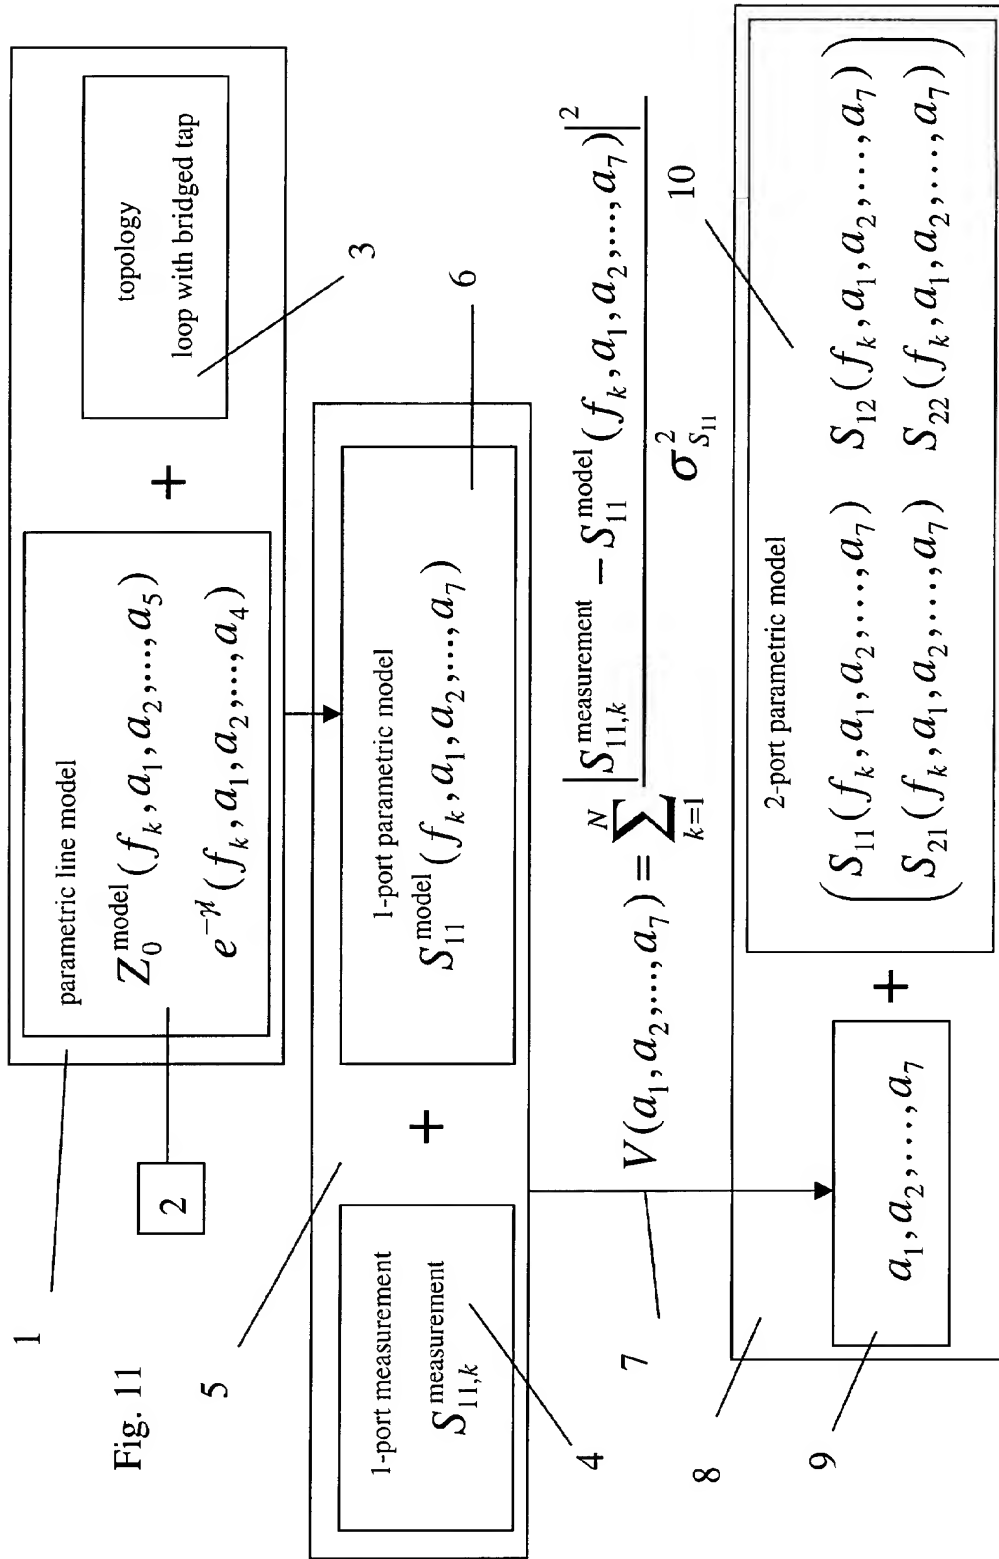 Fig. 11
1
2
parametric line model
Z_0^model (f_k, a_1, a_2, ..., a_5)
e^{-γl} (f_k, a_1, a_2, ..., a_4)
+
topology
loop with bridged tap
3
5
1-port measurement
S_{11,k}^measurement
4
+
1-port parametric model
S_11^model (f_k, a_1, a_2, ..., a_7)
6
7
V(a_1, a_2, ..., a_7) = \sum_{k=1}^{N} \frac{|S_{11,k}^measurement - S_11^model (f_k, a_1, a_2, ..., a_7)|^2}{σ_{S_11}^2}
8
9
a_1, a_2, ..., a_7
+
10
2-port parametric model
( S_11 (f_k, a_1, a_2, ..., a_7) S_12 (f_k, a_1, a_2, ..., a_7)
S_21 (f_k, a_1, a_2, ..., a_7) S_22 (f_k, a_1, a_2, ..., a_7) )